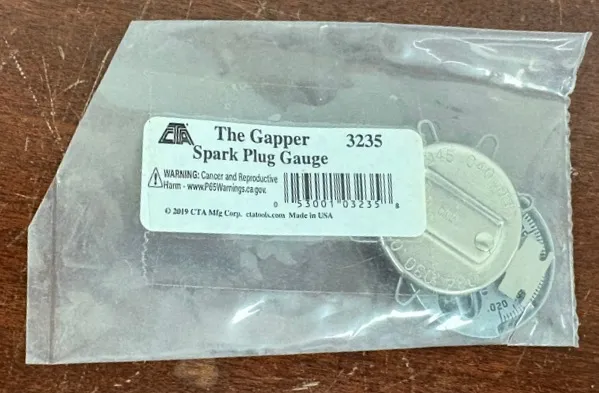 CTA The Gapper 3235
Spark Plug Gauge
WARNING: Cancer and Reproductive
Harm - www.P65Warnings.ca.gov.
0 53001 03235 8
© 2019 CTA Mfg Corp. ctatools.com Made in USA
.020